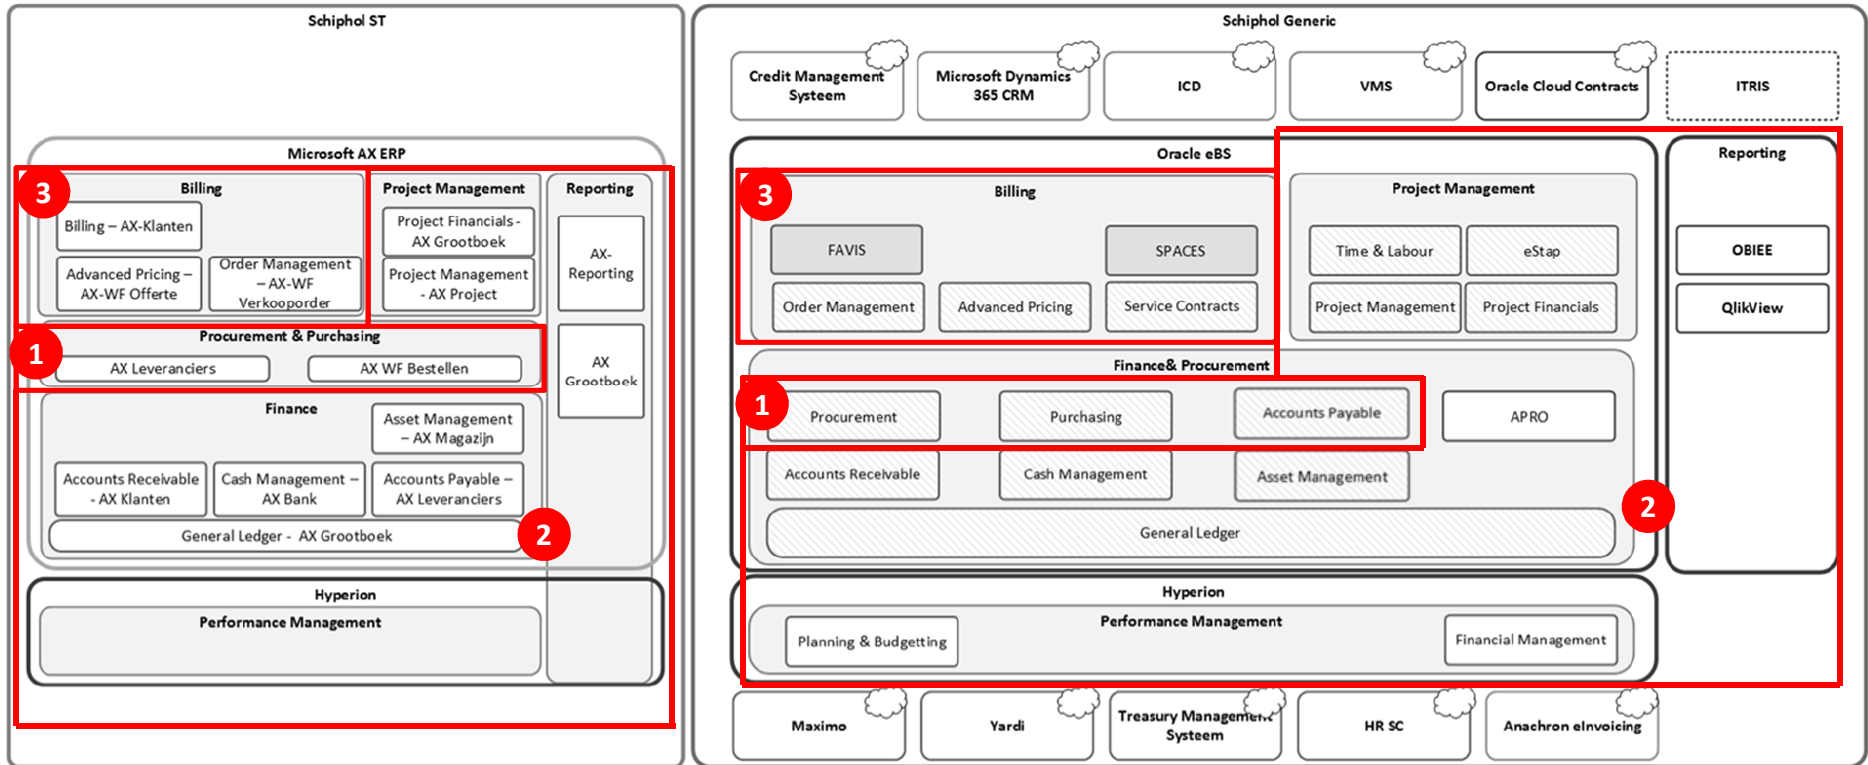 Schiphol ST
Microsoft AX ERP
3
Billing
Billing – AX-Klanten
Advanced Pricing –
AX-WF Offerte
Order Management
– AX-WF
Verkooporder
Project Management
Project Financials -
AX Grootboek
Project Management
- AX Project
Reporting
AX-
Reporting
AX
Grootboek
1
Procurement & Purchasing
AX Leveranciers
AX WF Bestellen
Finance
Asset Management
– AX Magazijn
Accounts Receivable
- AX Klanten
Cash Management –
AX Bank
Accounts Payable –
AX Leveranciers
General Ledger - AX Grootboek
2
Hyperion
Performance Management
Schiphol Generic
Credit Management
Systeem
Microsoft Dynamics
365 CRM
ICD
VMS
Oracle Cloud Contracts
ITRIS
Oracle eBS
3
Billing
FAVIS
SPACES
Order Management
Advanced Pricing
Service Contracts
Project Management
Time & Labour
eStap
Project Management
Project Financials
Reporting
OBIEE
QlikView
Finance& Procurement
1
Procurement
Purchasing
Accounts Payable
APRO
Accounts Receivable
Cash Management
Asset Management
2
General Ledger
Hyperion
Performance Management
Planning & Budgetting
Financial Management
Maximo
Yardi
Treasury Management
Systeem
HR SC
Anachron eInvoicing